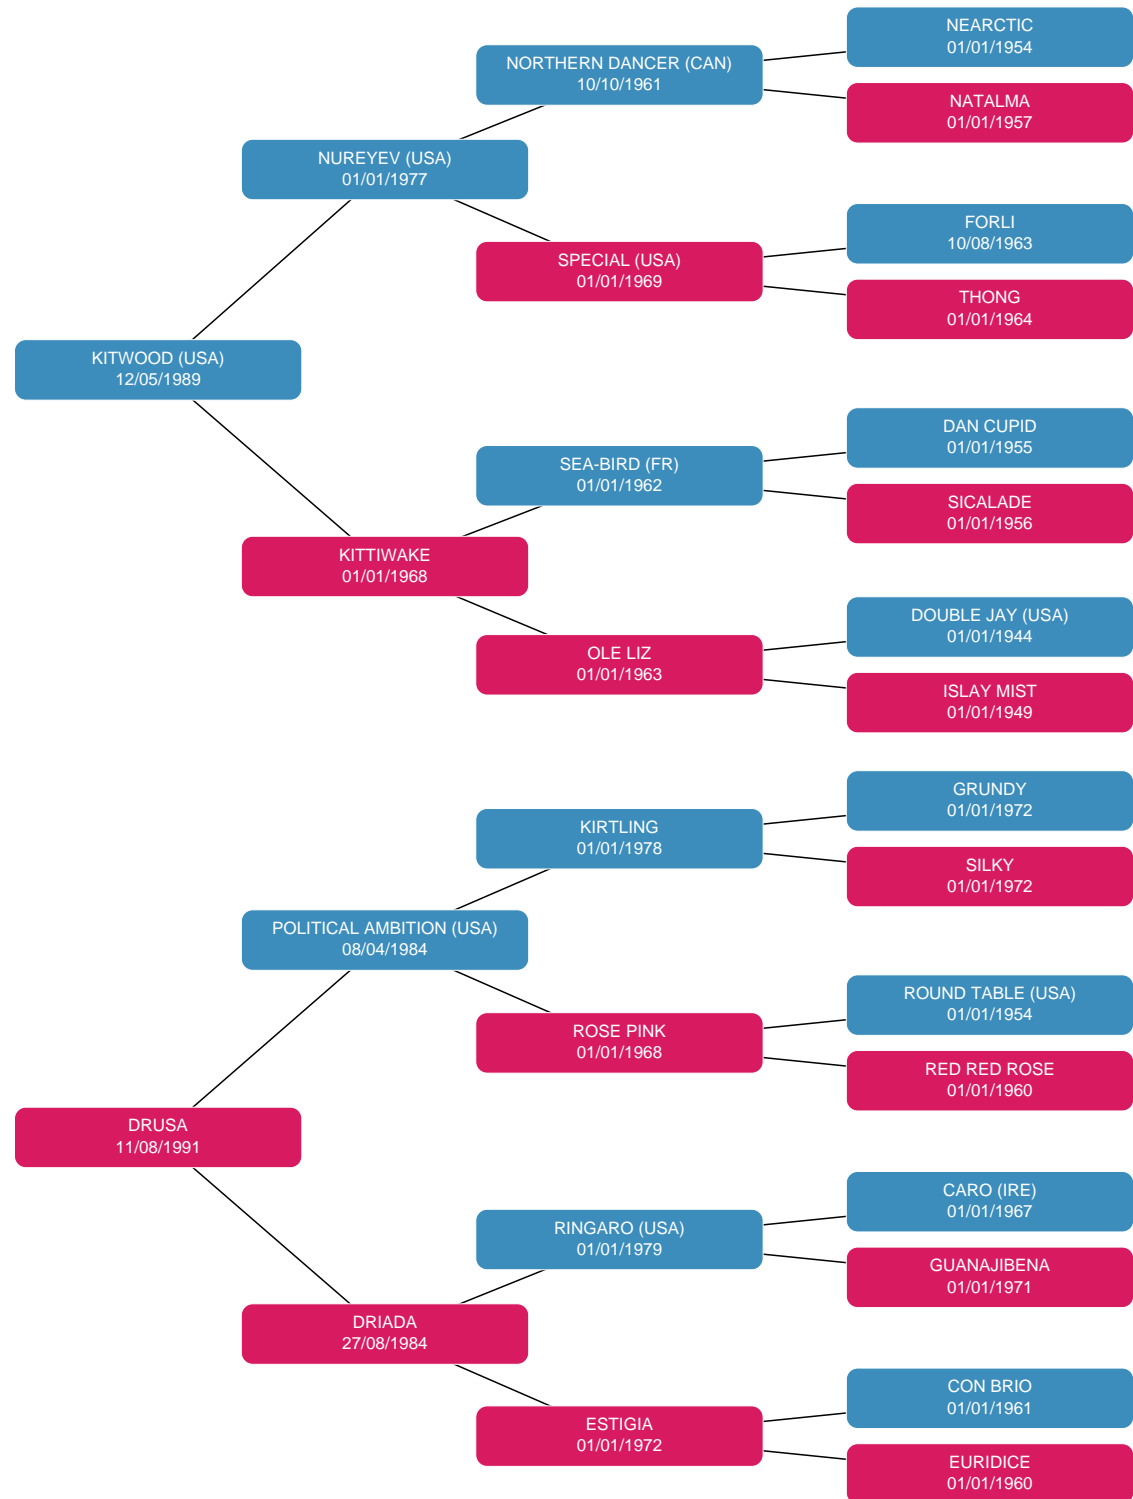 NEARCTIC
01/01/1954
NORTHERN DANCER (CAN)
10/10/1961
NATALMA
01/01/1957
NUREYEV (USA)
01/01/1977
FORLI
10/08/1963
SPECIAL (USA)
01/01/1969
THONG
01/01/1964
KITWOOD (USA)
12/05/1989
DAN CUPID
01/01/1955
SEA-BIRD (FR)
01/01/1962
SICALADE
01/01/1956
KITTIWAKE
01/01/1968
DOUBLE JAY (USA)
01/01/1944
OLE LIZ
01/01/1963
ISLAY MIST
01/01/1949
GRUNDY
01/01/1972
KIRTLING
01/01/1978
SILKY
01/01/1972
POLITICAL AMBITION (USA)
08/04/1984
ROUND TABLE (USA)
01/01/1954
ROSE PINK
01/01/1968
RED RED ROSE
01/01/1960
DRUSA
11/08/1991
CARO (IRE)
01/01/1967
RINGARO (USA)
01/01/1979
GUANAJIBENA
01/01/1971
DRIADA
27/08/1984
CON BRIO
01/01/1961
ESTIGIA
01/01/1972
EURIDICE
01/01/1960